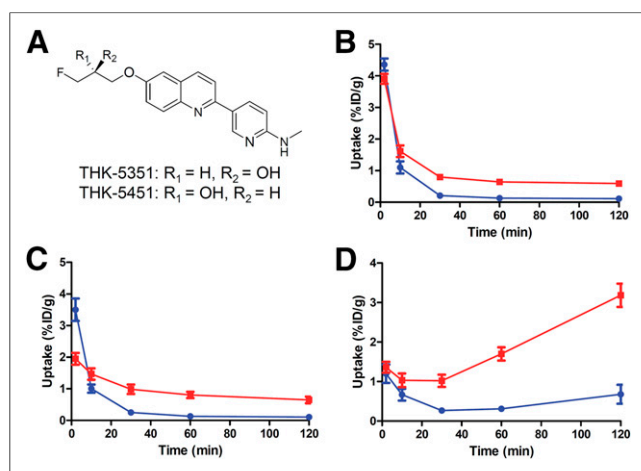 A
R₁ R₂
F
O
N
N
NH
THK-5351: R₁ = H, R₂ = OH
THK-5451: R₁ = OH, R₂ = H
B
Uptake (%ID/g)
5
4
3
2
1
0
0 20 40 60 80 100 120
Time (min)
C
Uptake (%ID/g)
5
4
3
2
1
0
0 20 40 60 80 100 120
Time (min)
D
Uptake (%ID/g)
4
3
2
1
0
0 20 40 60 80 100 120
Time (min)